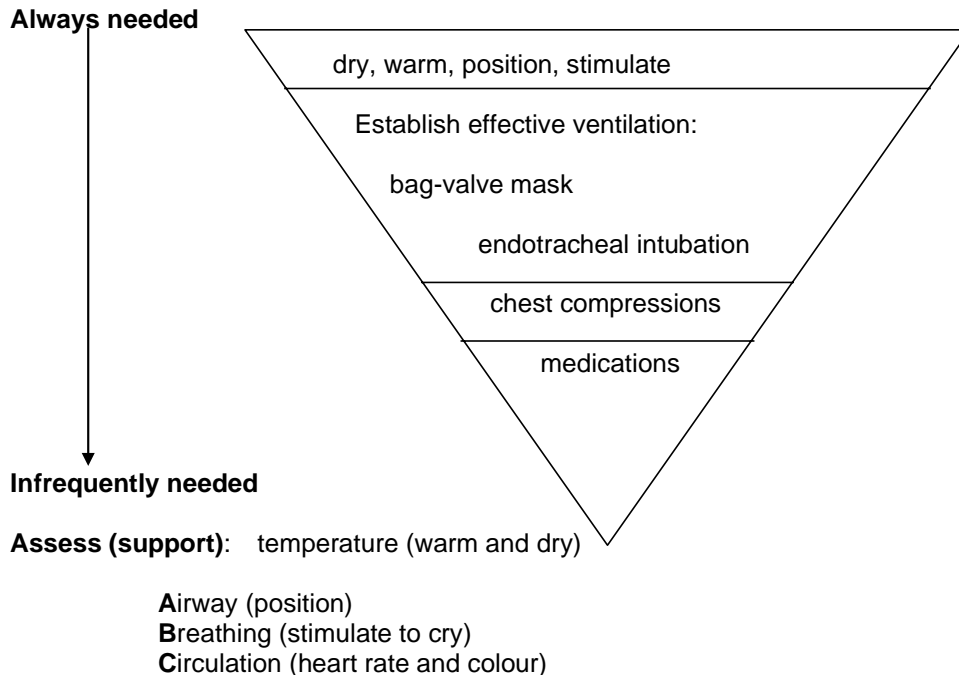 Always needed
dry, warm, position, stimulate
Establish effective ventilation:
bag-valve mask
endotracheal intubation
chest compressions
medications
Infrequently needed
Assess (support): temperature (warm and dry)
Airway (position)
Breathing (stimulate to cry)
Circulation (heart rate and colour)